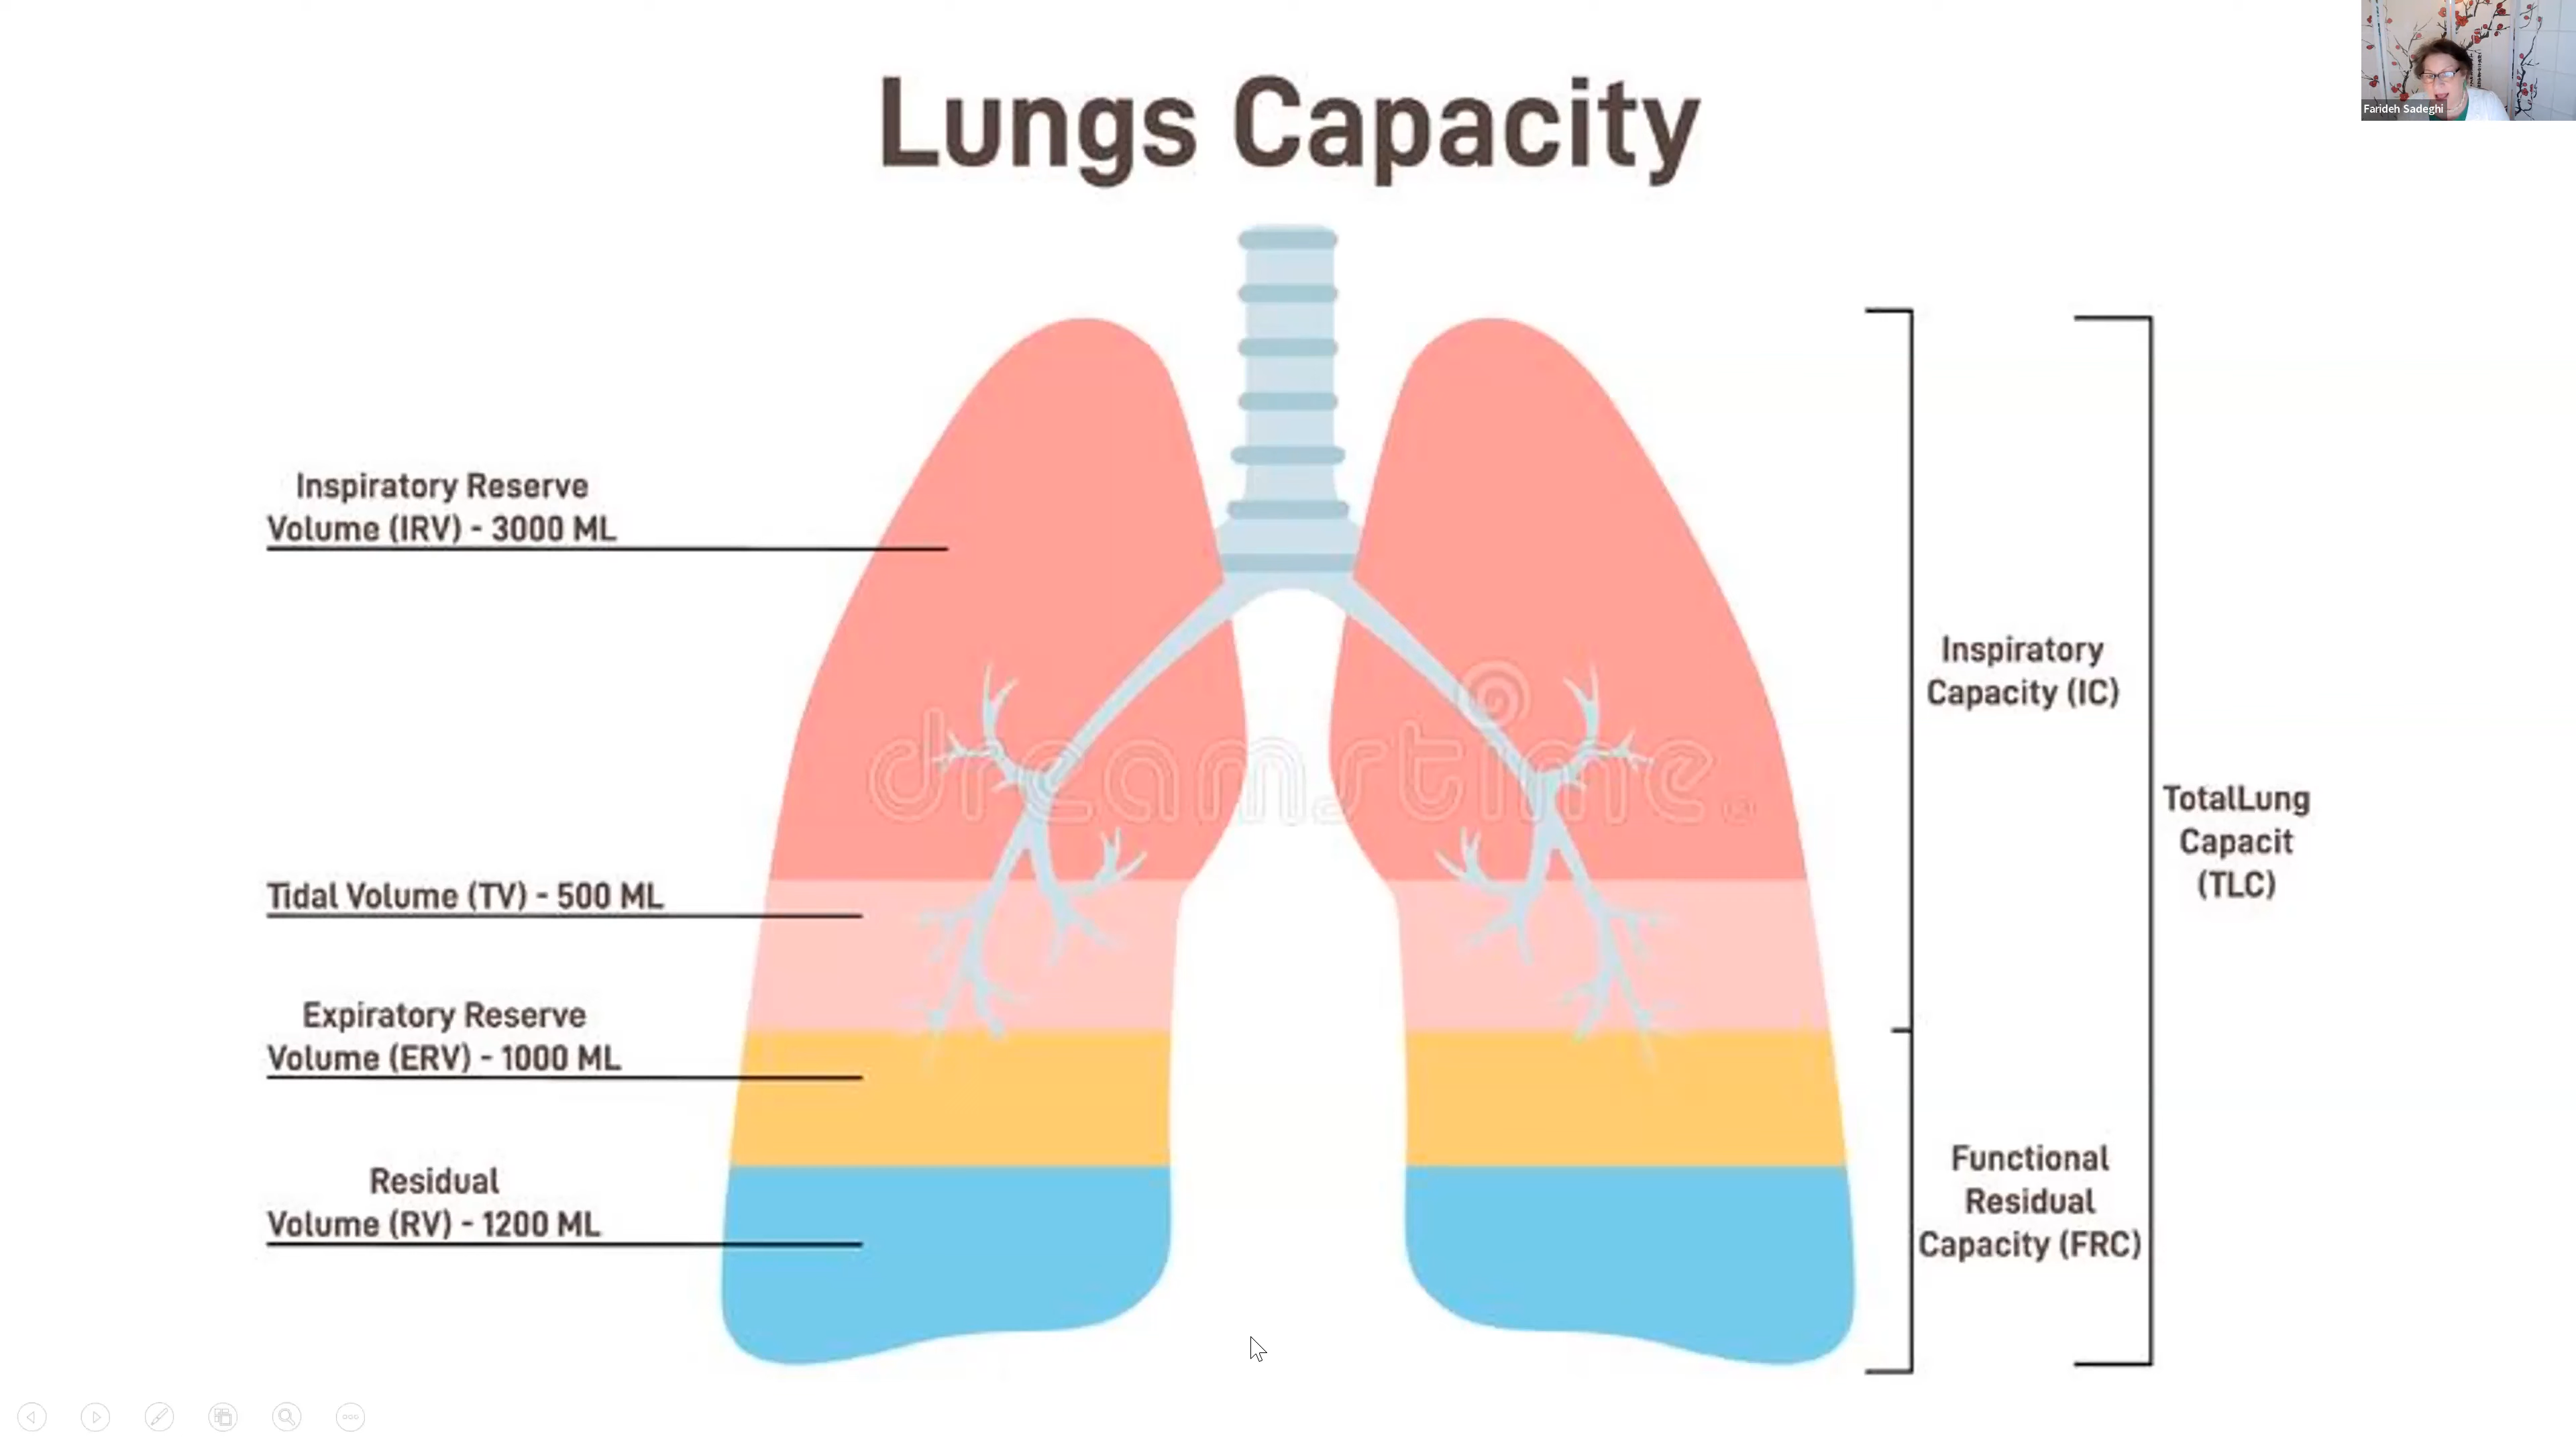 Lungs Capacity
Farideh Sadeghi
Inspiratory Reserve
Volume (IRV) - 3000 ML
Tidal Volume (TV) - 500 ML
Expiratory Reserve
Volume (ERV) - 1000 ML
Residual
Volume (RV) - 1200 ML
dreamstime.
Inspiratory
Capacity (IC)
Functional
Residual
Capacity (FRC)
TotalLung
Capacit
(TLC)